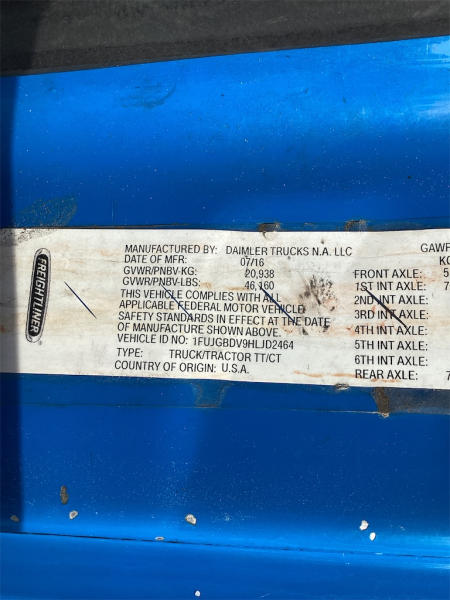 FREIGHTLINER
MANUFACTURED BY: DAIMLER TRUCKS N.A. LLC
DATE OF MFR: 07/16
GVWR/PNBV-KG: 20,938
GVWR/PNBV-LBS: 46,160
THIS VEHICLE COMPLIES WITH ALL
APPLICABLE FEDERAL MOTOR VEHICLE
SAFETY STANDARDS IN EFFECT AT THE DATE
OF MANUFACTURE SHOWN ABOVE.
VEHICLE ID NO: 1FUJGBDV9HLJD2464
TYPE: TRUCK/TRACTOR TT/CT
COUNTRY OF ORIGIN: U.S.A.
GAWR
KG
FRONT AXLE: 5
1ST INT AXLE: 7
2ND INT AXLE:
3RD INT AXLE:
4TH INT AXLE:
5TH INT AXLE:
6TH INT AXLE:
REAR AXLE: 7